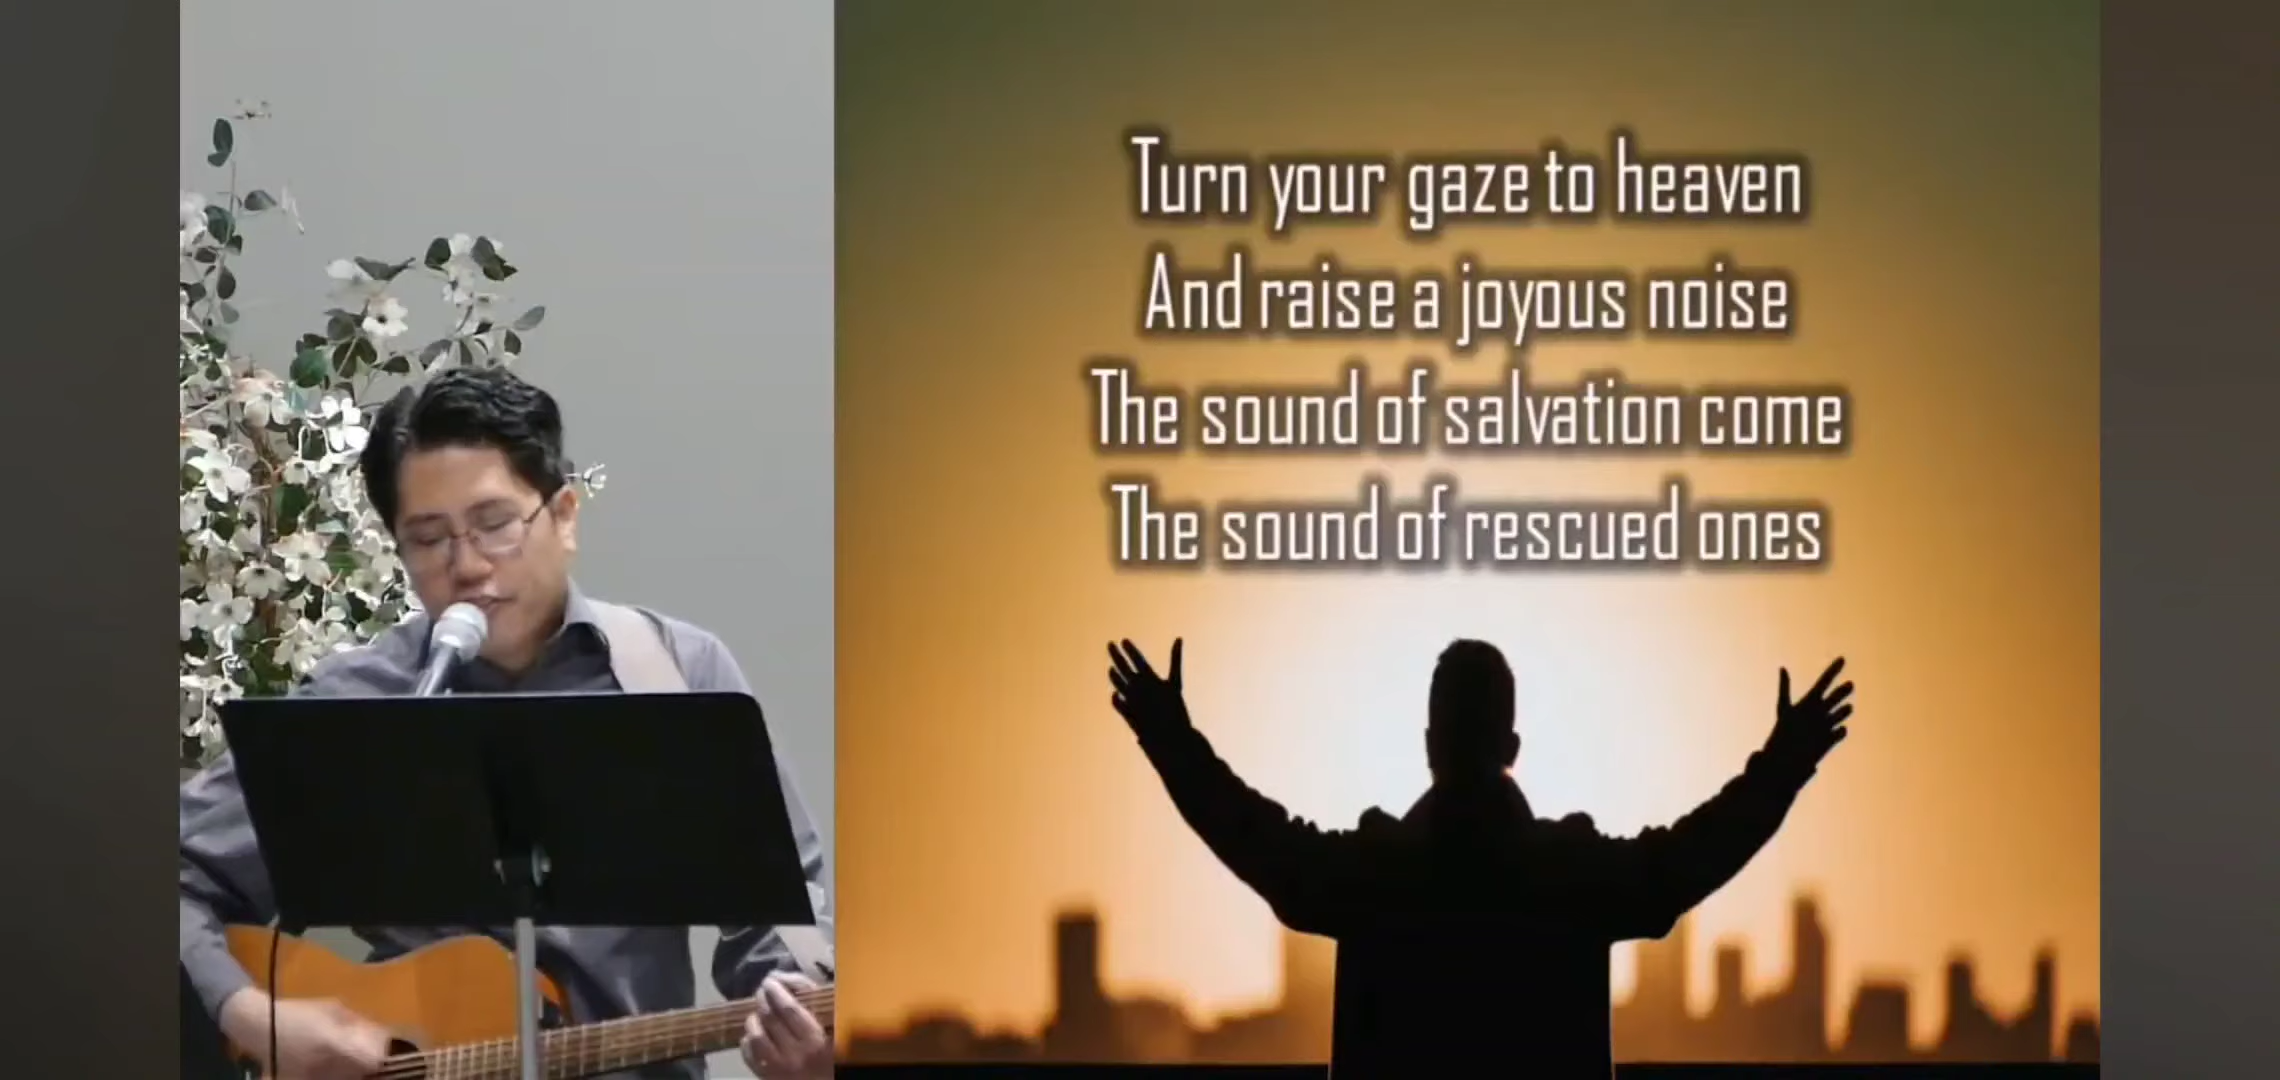 Turn your gaze to heaven
And raise a joyous noise
The sound of salvation come
The sound of rescued ones